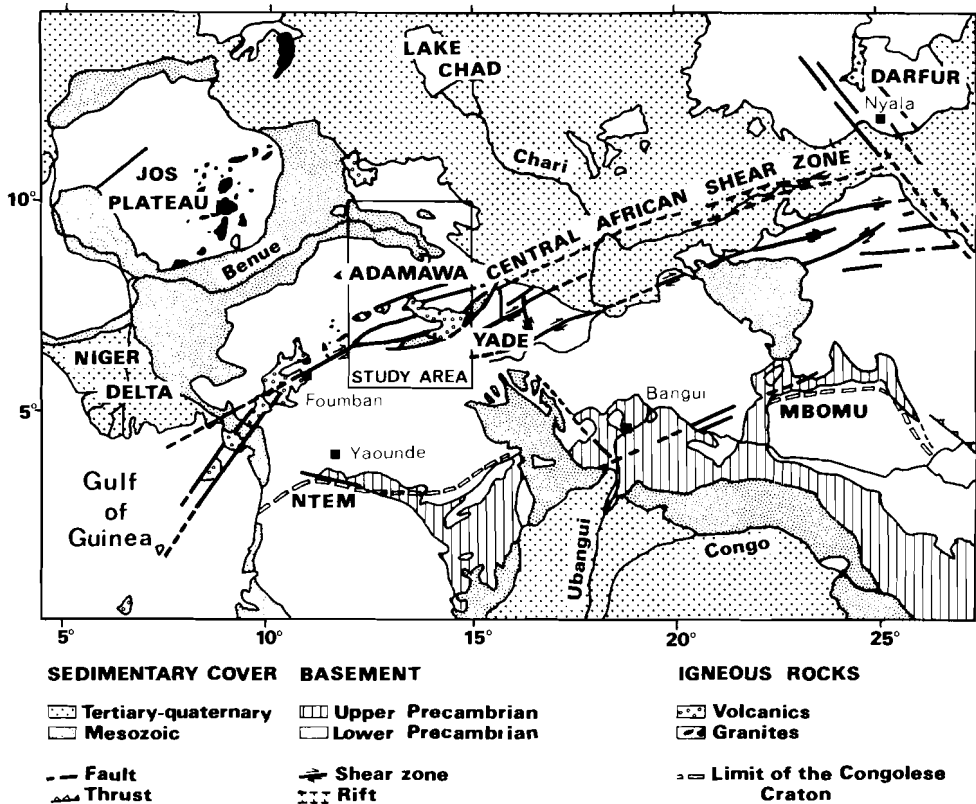 LAKE
CHAD
DARFUR
Nyala
Chari
JOS
PLATEAU
10°
CENTRAL AFRICAN SHEAR ZONE
Benue
ADAMAWA
YADE
NIGER
DELTA
STUDY AREA
Foumban
Bangui
5°
MBOMU
Yaounde
Gulf
of
Guinea
NTEM
Ubangui
Congo
5° 10° 15° 20° 25°
SEDIMENTARY COVER BASEMENT IGNEOUS ROCKS
Tertiary-quaternary Upper Precambrian Volcanics
Mesozoic Lower Precambrian Granites
Fault Shear zone Limit of the Congolese
Thrust Rift Craton